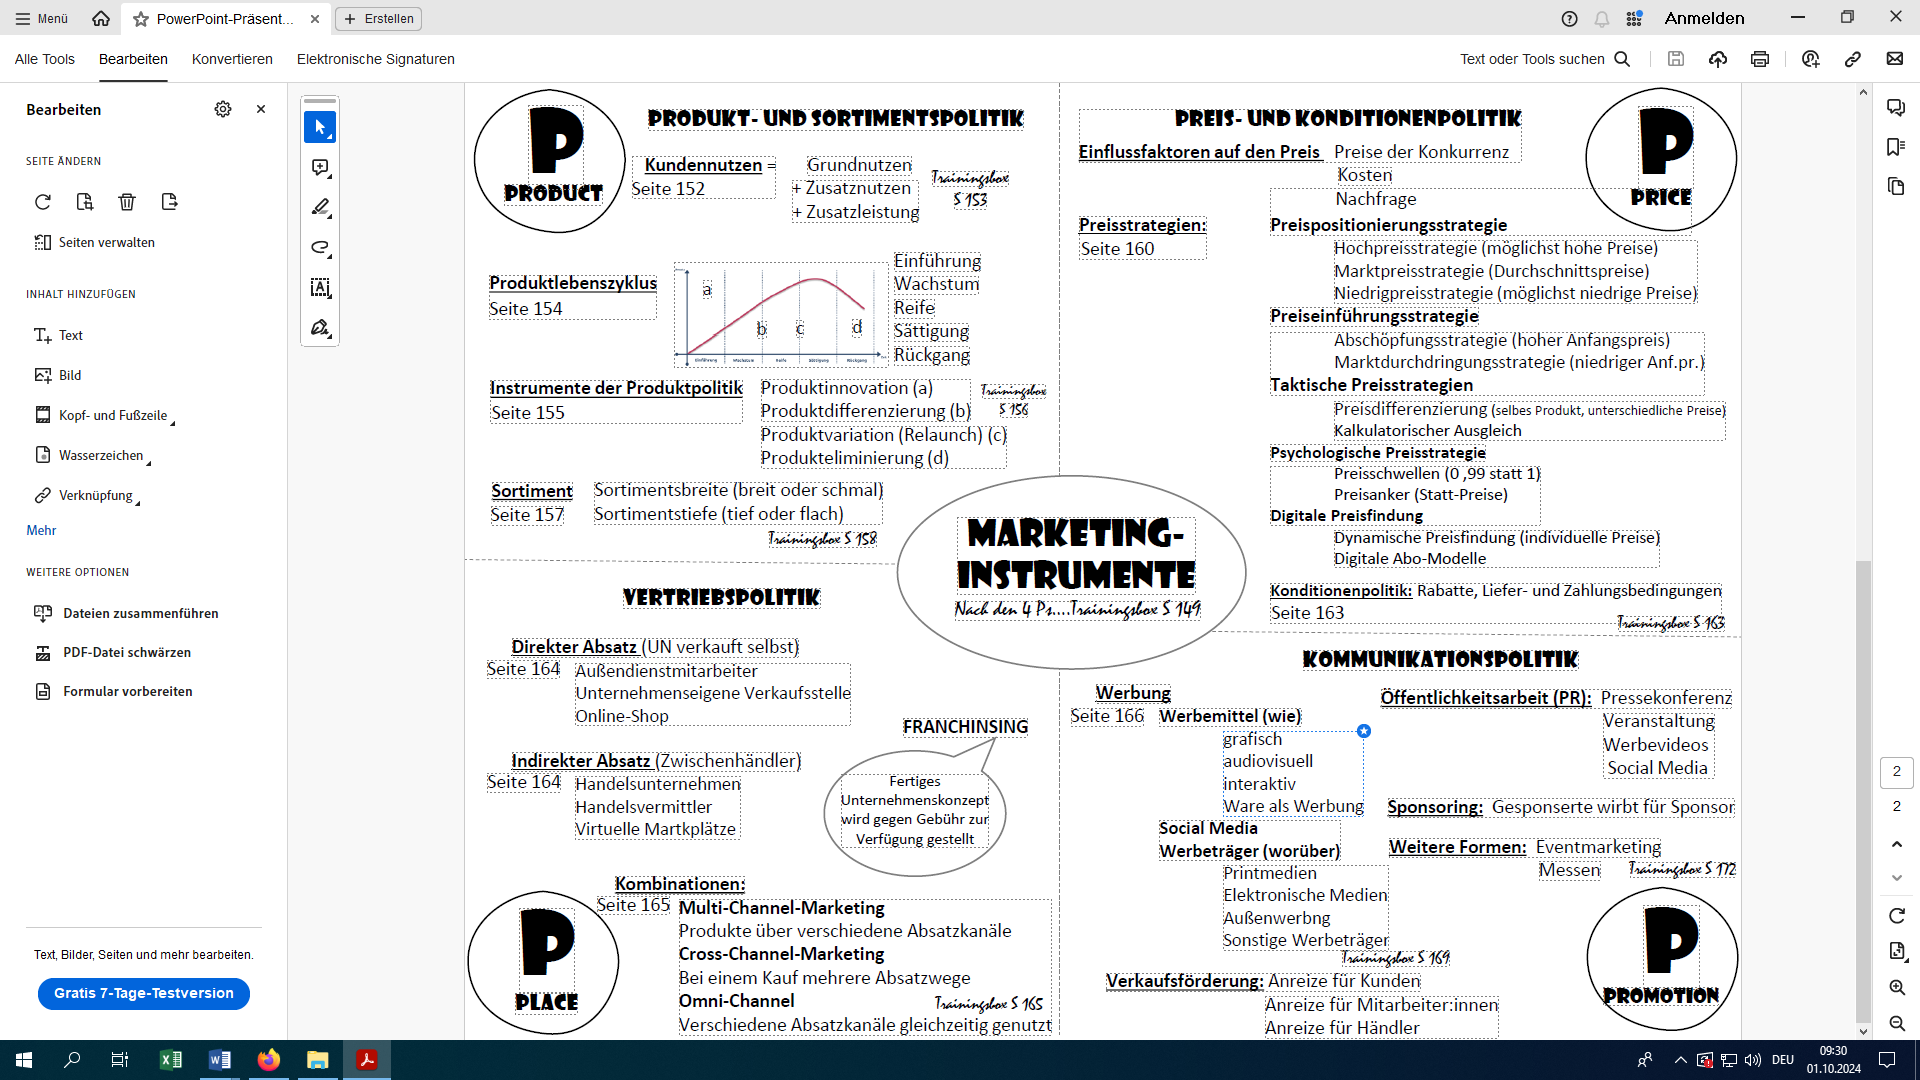 Menü
PowerPoint-Präsent...
Erstellen
Anmelden
Alle Tools
Bearbeiten
Konvertieren
Elektronische Signaturen
Text oder Tools suchen
Bearbeiten
SEITE ÄNDERN
Seiten verwalten
INHALT HINZUFÜGEN
Text
Bild
Kopf- und Fußzeile
Wasserzeichen
Verknüpfung
Mehr
WEITERE OPTIONEN
Dateien zusammenführen
PDF-Datei schwärzen
Formular vorbereiten
Text, Bilder, Seiten und mehr bearbeiten.
Gratis 7-Tage-Testversion
P
PRODUCT
PRODUKT- UND SORTIMENTSPOLITIK
Kundennutzen =
Seite 152
Grundnutzen
+ Zusatznutzen
+ Zusatzleistung
Trainingsbox
S 153
Produktlebenszyklus
Seite 154
a
b
c
d
Einführung
Wachstum
Reife
Sättigung
Rückgang
Einführung
Wachstum
Reife
Sättigung
Rückgang
Instrumente der Produktpolitik
Seite 155
Produktinnovation (a)
Produktdifferenzierung (b)
Produktvariation (Relaunch) (c)
Produkteliminierung (d)
Trainingsbox
S 156
Sortiment
Seite 157
Sortimentsbreite (breit oder schmal)
Sortimentstiefe (tief oder flach)
Trainingsbox S 158
PREIS- UND KONDITIONENPOLITIK
P
PRICE
Einflussfaktoren auf den Preis Preise der Konkurrenz
Kosten
Nachfrage
Preisstrategien:
Seite 160
Preispositionierungsstrategie
Hochpreisstrategie (möglichst hohe Preise)
Marktpreisstrategie (Durchschnittspreise)
Niedrigpreisstrategie (möglichst niedrige Preise)
Preiseinführungsstrategie
Abschöpfungsstrategie (hoher Anfangspreis)
Marktdurchdringungsstrategie (niedriger Anf.pr.)
Taktische Preisstrategien
Preisdifferenzierung (selbes Produkt, unterschiedliche Preise)
Kalkulatorischer Ausgleich
Psychologische Preisstrategie
Preisschwellen (0 ,99 statt 1)
Preisanker (Statt-Preise)
Digitale Preisfindung
Dynamische Preisfindung (individuelle Preise)
Digitale Abo-Modelle
Konditionenpolitik: Rabatte, Liefer- und Zahlungsbedingungen
Seite 163
Trainingsbox S 163
MARKETING-
INSTRUMENTE
Nach den 4 Ps....Trainingsbox S 149
VERTRIEBSPOLITIK
Direkter Absatz (UN verkauft selbst)
Seite 164
Außendienstmitarbeiter
Unternehmenseigene Verkaufsstelle
Online-Shop
FRANCHINSING
Fertiges
Unternehmenskonzept
wird gegen Gebühr zur
Verfügung gestellt
Indirekter Absatz (Zwischenhändler)
Seite 164
Handelsunternehmen
Handelsvermittler
Virtuelle Martkplätze
Kombinationen:
Seite 165
Multi-Channel-Marketing
Produkte über verschiedene Absatzkanäle
Cross-Channel-Marketing
Bei einem Kauf mehrere Absatzwege
Omni-Channel
Trainingsbox S 165
Verschiedene Absatzkanäle gleichzeitig genutzt
P
PLACE
KOMMUNIKATIONSPOLITIK
Werbung
Seite 166
Werbemittel (wie)
grafisch
audiovisuell
interaktiv
Ware als Werbung
Social Media
Werbeträger (worüber)
Printmedien
Elektronische Medien
Außenwerbng
Sonstige Werbeträger
Trainingsbox S 169
Verkaufsförderung: Anreize für Kunden
Anreize für Mitarbeiter:innen
Anreize für Händler
Öffentlichkeitsarbeit (PR): Pressekonferenz
Veranstaltung
Werbevideos
Social Media
Sponsoring: Gesponserte wirbt für Sponsor
Weitere Formen: Eventmarketing
Messen
Trainingsbox S 172
P
PROMOTION
2
2
DEU
09:30
01.10.2024